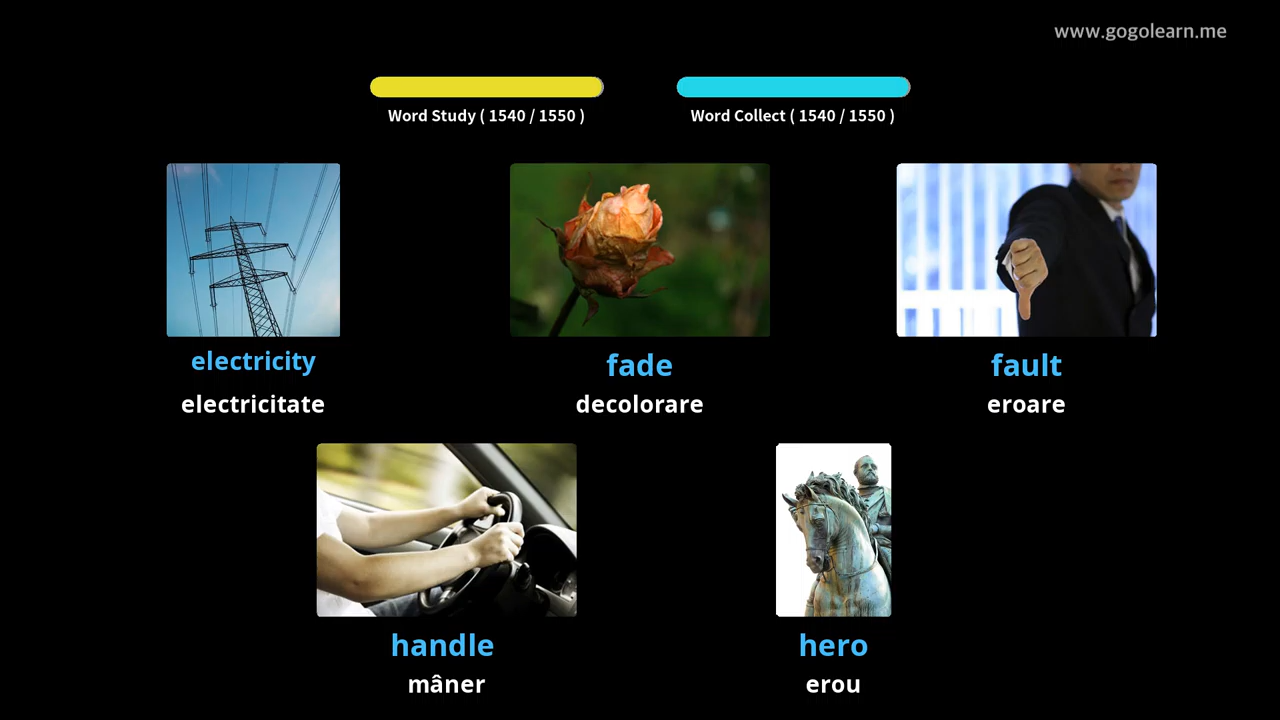 www.gogolearn.me
Word Study ( 1540 / 1550 )
Word Collect ( 1540 / 1550 )
electricity
electricitate
fade
decolorare
fault
eroare
handle
mâner
hero
erou